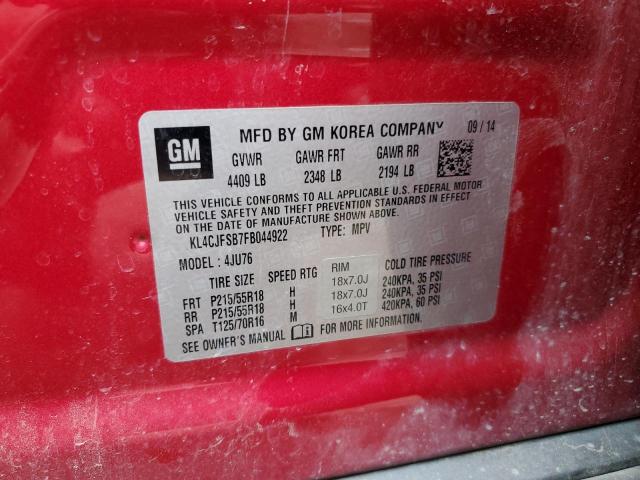 GM
MFD BY GM KOREA COMPANY 09 / 14
GVWR GAWR FRT GAWR RR
4409 LB 2348 LB 2194 LB
THIS VEHICLE CONFORMS TO ALL APPLICABLE U.S. FEDERAL MOTOR
VEHICLE SAFETY AND THEFT PREVENTION STANDARDS IN EFFECT
ON THE DATE OF MANUFACTURE SHOWN ABOVE.
KL4CJFSB7FB044922 TYPE: MPV
MODEL: 4JU76
TIRE SIZE SPEED RTG RIM COLD TIRE PRESSURE
FRT P215/55R18 H 18x7.0J 240KPA, 35 PSI
RR P215/55R18 H 18x7.0J 240KPA, 35 PSI
SPA T125/70R16 M 16x4.0T 420KPA, 60 PSI
SEE OWNER'S MANUAL FOR MORE INFORMATION.